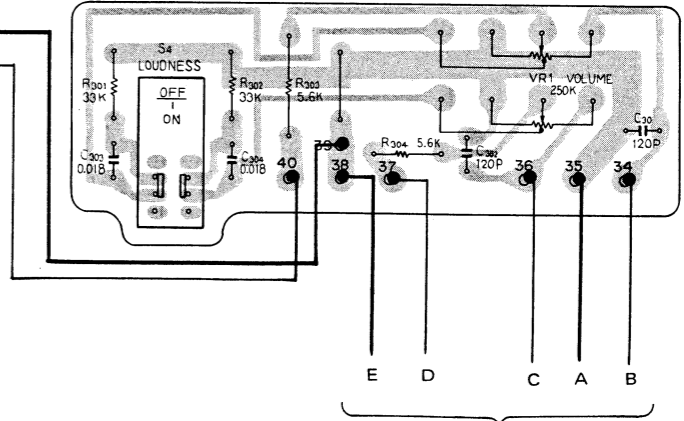 S4
LOUDNESS
OFF
I
ON
R301
33K
R302
33K
R303
5.6K
VR1 VOLUME
250K
C303
0.018
C304
0.018
R304 5.6K
C302
120P
C30
120P
39
40
38
37
36
35
34
E
D
C
A
B